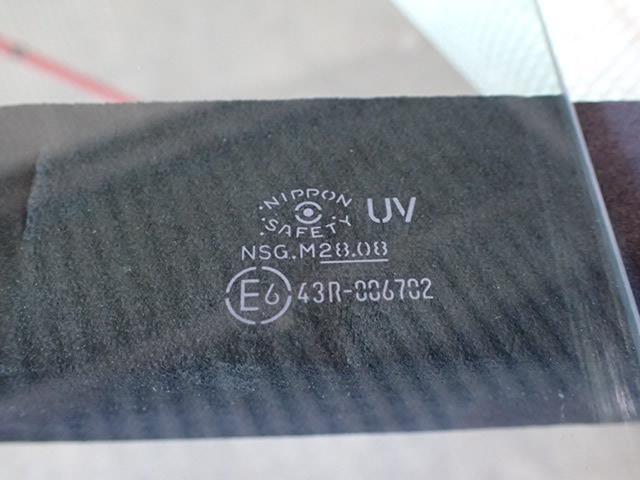 NIPPON
SAFETY
UV
NSG.M28.08
E6 43R-006702